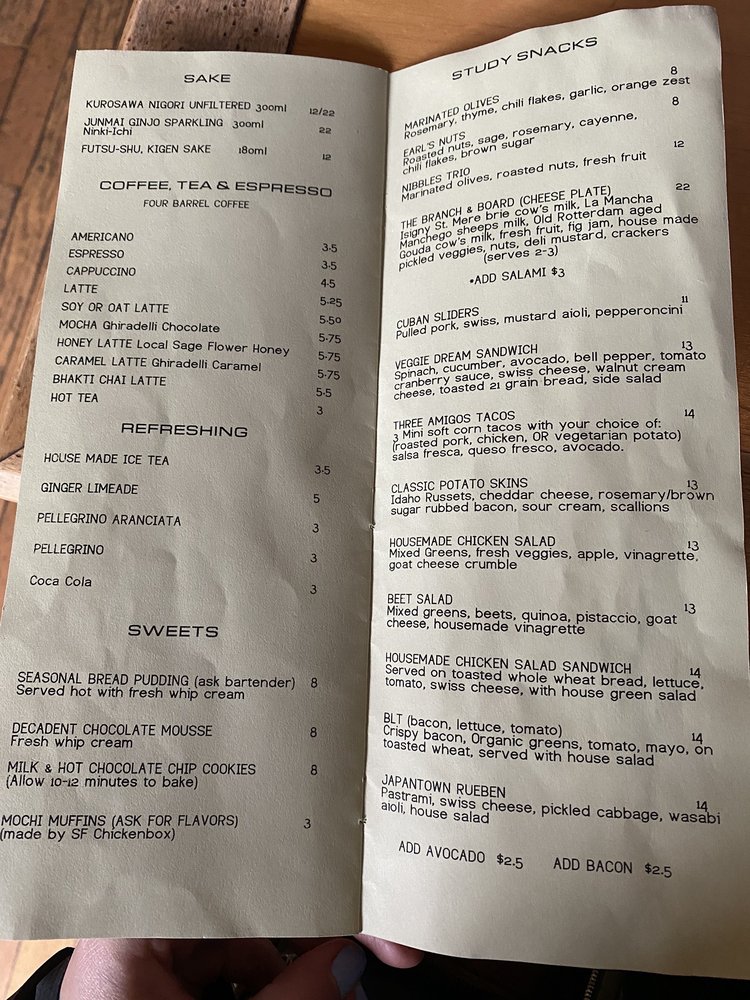 SAKE
KUROSAWA NIGORI UNFILTERED 300ml 12/22
JUNMAI GINJO SPARKLING 300ml 22
Ninki-Ichi
FUTSU-SHU, KIGEN SAKE 180ml 12
COFFEE, TEA & ESPRESSO
FOUR BARREL COFFEE
AMERICANO 3.5
ESPRESSO 3.5
CAPPUCCINO 4.5
LATTE 5.25
SOY OR OAT LATTE 5.50
MOCHA Ghiradelli Chocolate 5.75
HONEY LATTE Local Sage Flower Honey 5.75
CARAMEL LATTE Ghiradelli Caramel 5.75
BHAKTI CHAI LATTE 5.5
HOT TEA 3
REFRESHING
HOUSE MADE ICE TEA 3.5
GINGER LIMEADE 5
PELLEGRINO ARANCIATA 3
PELLEGRINO 3
Coca Cola 3
SWEETS
SEASONAL BREAD PUDDING (ask bartender) 8
Served hot with fresh whip cream
DECADENT CHOCOLATE MOUSSE 8
Fresh whip cream
MILK & HOT CHOCOLATE CHIP COOKIES 8
(Allow 10-12 minutes to bake)
MOCHI MUFFINS (ASK FOR FLAVORS) 3
(made by SF Chickenbox)
STUDY SNACKS
MARINATED OLIVES 8
Rosemary, thyme, chili flakes, garlic, orange zest
EARL'S NUTS 8
Roasted nuts, sage, rosemary, cayenne,
chili flakes, brown sugar
NIBBLES TRIO 12
Marinated olives, roasted nuts, fresh fruit
THE BRANCH & BOARD (CHEESE PLATE) 22
Isigny St. Mere brie cow's milk, La Mancha
Manchego sheeps milk, Old Rotterdam aged
Gouda cow's milk, fresh fruit, fig jam, house made
pickled veggies, nuts, deli mustard, crackers
(serves 2-3)
•ADD SALAMI $3
CUBAN SLIDERS 11
Pulled pork, swiss, mustard aioli, pepperoncini
VEGGIE DREAM SANDWICH 13
Spinach, cucumber, avocado, bell pepper, tomato
cranberry sauce, swiss cheese, walnut cream
cheese, toasted 21 grain bread, side salad
THREE AMIGOS TACOS 14
3 Mini soft corn tacos with your choice of:
(roasted pork, chicken, OR vegetarian potato)
salsa fresca, queso fresco, avocado.
CLASSIC POTATO SKINS 13
Idaho Russets, cheddar cheese, rosemary/brown
sugar rubbed bacon, sour cream, scallions
HOUSEMADE CHICKEN SALAD 13
Mixed Greens, fresh veggies, apple, vinagrette,
goat cheese crumble
BEET SALAD 13
Mixed greens, beets, quinoa, pistaccio, goat
cheese, housemade vinagrette
HOUSEMADE CHICKEN SALAD SANDWICH 14
Served on toasted whole wheat bread, lettuce,
tomato, swiss cheese, with house green salad
BLT (bacon, lettuce, tomato) 14
Crispy bacon, Organic greens, tomato, mayo, on
toasted wheat, served with house salad
JAPANTOWN RUEBEN 14
Pastrami, swiss cheese, pickled cabbage, wasabi
aioli, house salad
ADD AVOCADO $2.5 ADD BACON $2.5